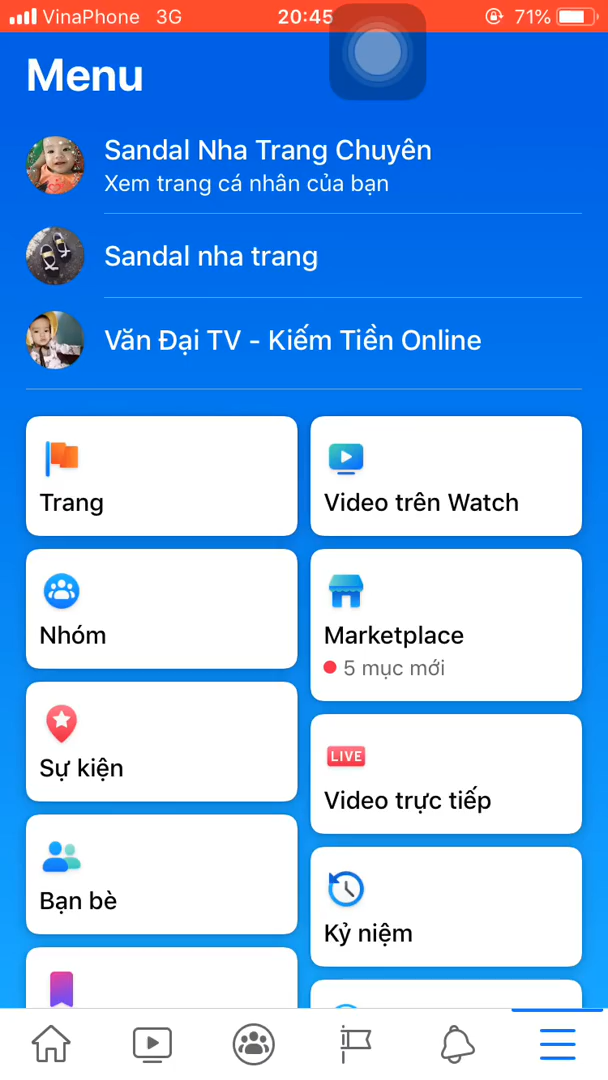 VinaPhone 3G 20:45 71%
Menu
Sandal Nha Trang Chuyên
Xem trang cá nhân của bạn
Sandal nha trang
Văn Đại TV - Kiếm Tiền Online
Trang
Video trên Watch
Nhóm
Marketplace
5 mục mới
Sự kiện
LIVE
Video trực tiếp
Bạn bè
Kỷ niệm